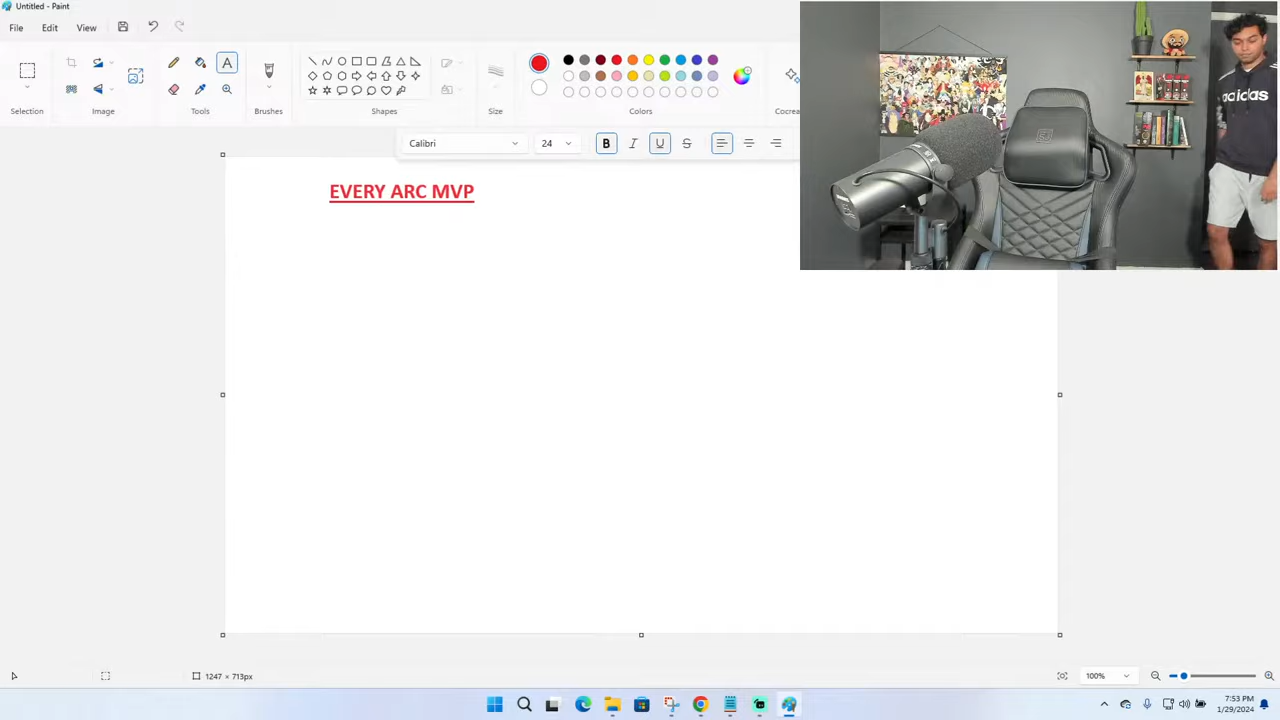 Untitled - Paint
File
Edit
View
Selection
Image
Tools
Brushes
Shapes
Size
Colors
Cocrea
Calibri
24
B
EVERY ARC MVP
adidas
1247 × 713px
100%
7:53 PM
1/29/2024